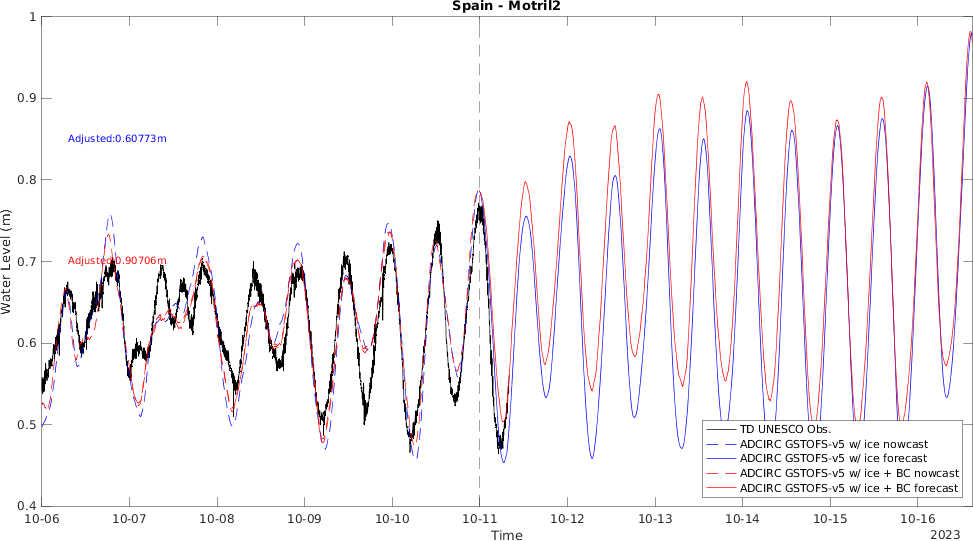 Spain - Motril2
1
0.9
0.8
0.7
0.6
0.5
0.4
Water Level (m)
Adjusted:0.60773m
Adjusted:0.90706m
TD UNESCO Obs.
ADCIRC GSTOFS-v5 w/ ice nowcast
ADCIRC GSTOFS-v5 w/ ice forecast
ADCIRC GSTOFS-v5 w/ ice + BC nowcast
ADCIRC GSTOFS-v5 w/ ice + BC forecast
10-06 10-07 10-08 10-09 10-10 10-11 10-12 10-13 10-14 10-15 10-16
Time
2023